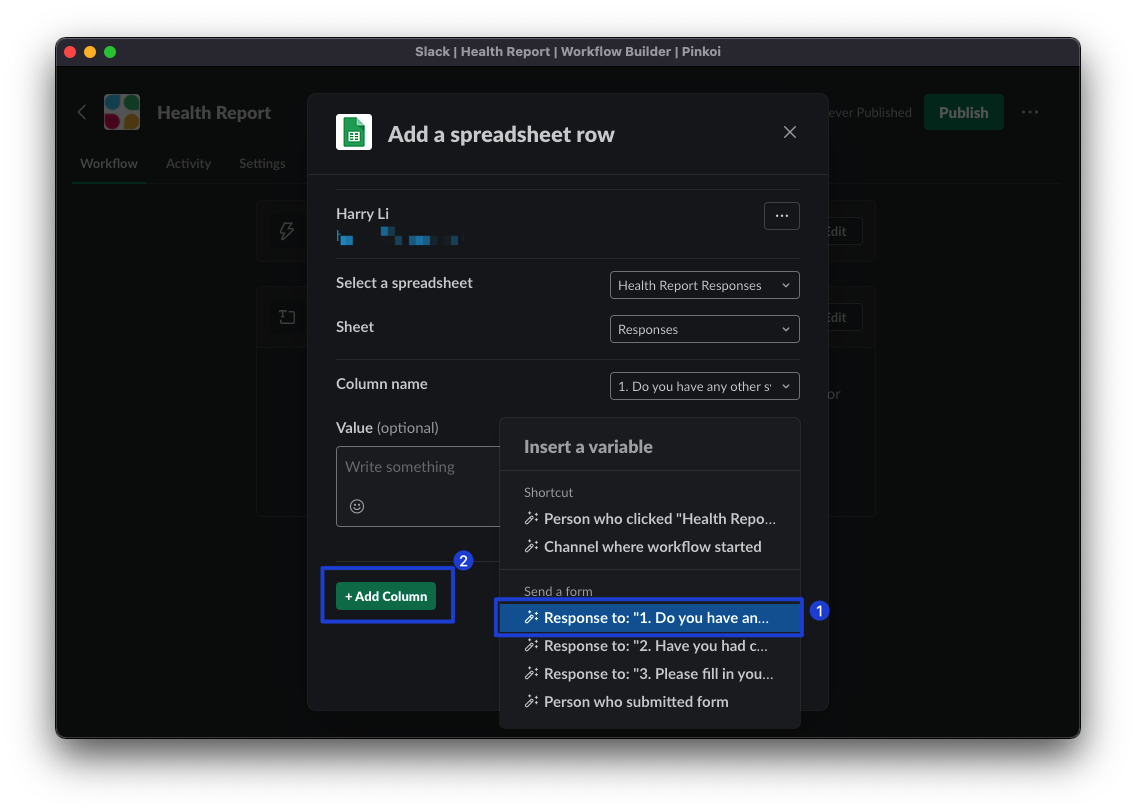 Slack | Health Report | Workflow Builder | Pinkoi
Health Report
ever Published
Publish
Workflow
Activity
Settings
Add a spreadsheet row
Harry Li
Edit
Select a spreadsheet
Health Report Responses
Sheet
Responses
Edit
Column name
1. Do you have any other s
or
Value (optional)
Write something
Insert a variable
Shortcut
Person who clicked "Health Repo...
Channel where workflow started
2
+ Add Column
Send a form
Response to: "1. Do you have an...
1
Response to: "2. Have you had c...
Response to: "3. Please fill in you...
Person who submitted form